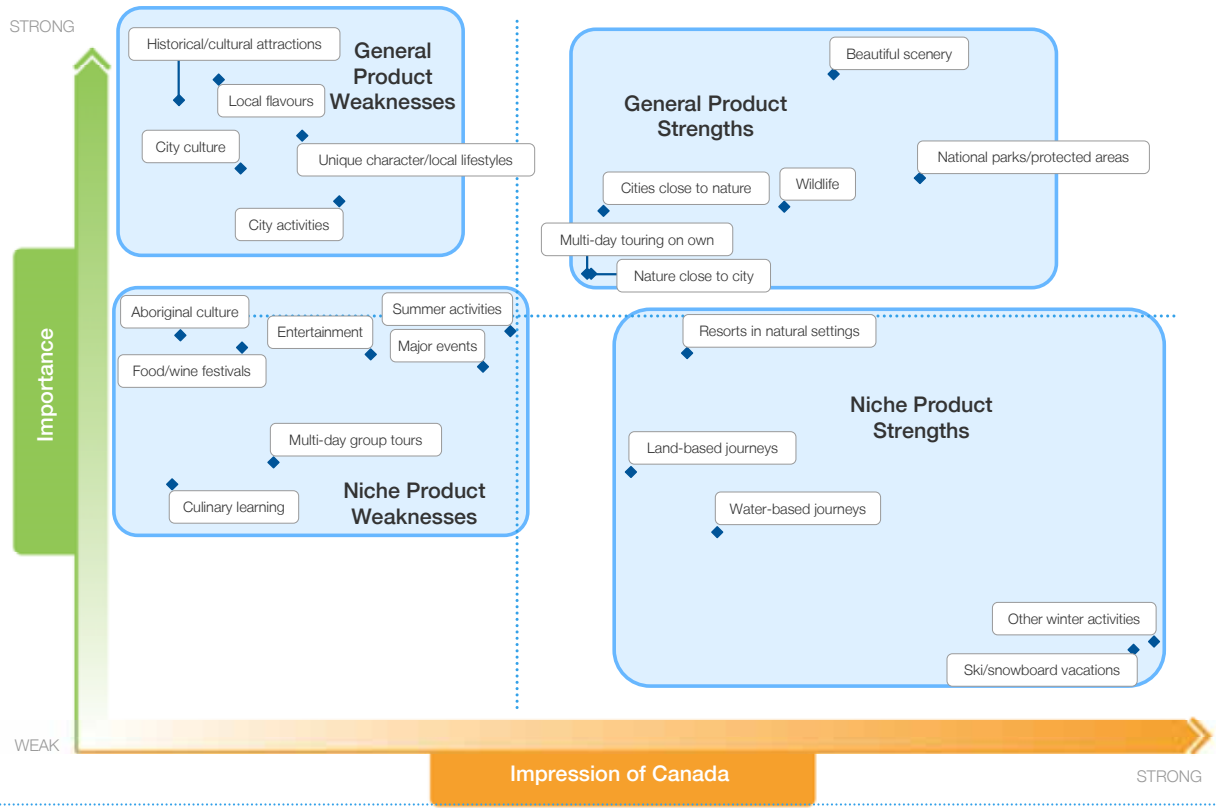 STRONG
Historical/cultural attractions
General
Product
Weaknesses
Local flavours
City culture
Unique character/local lifestyles
City activities
Beautiful scenery
General Product
Strengths
National parks/protected areas
Cities close to nature
Wildlife
Multi-day touring on own
Nature close to city
Importance
Aboriginal culture
Summer activities
Entertainment
Major events
Food/wine festivals
Multi-day group tours
Culinary learning
Niche Product
Weaknesses
Resorts in natural settings
Niche Product
Strengths
Land-based journeys
Water-based journeys
Other winter activities
Ski/snowboard vacations
WEAK
Impression of Canada
STRONG